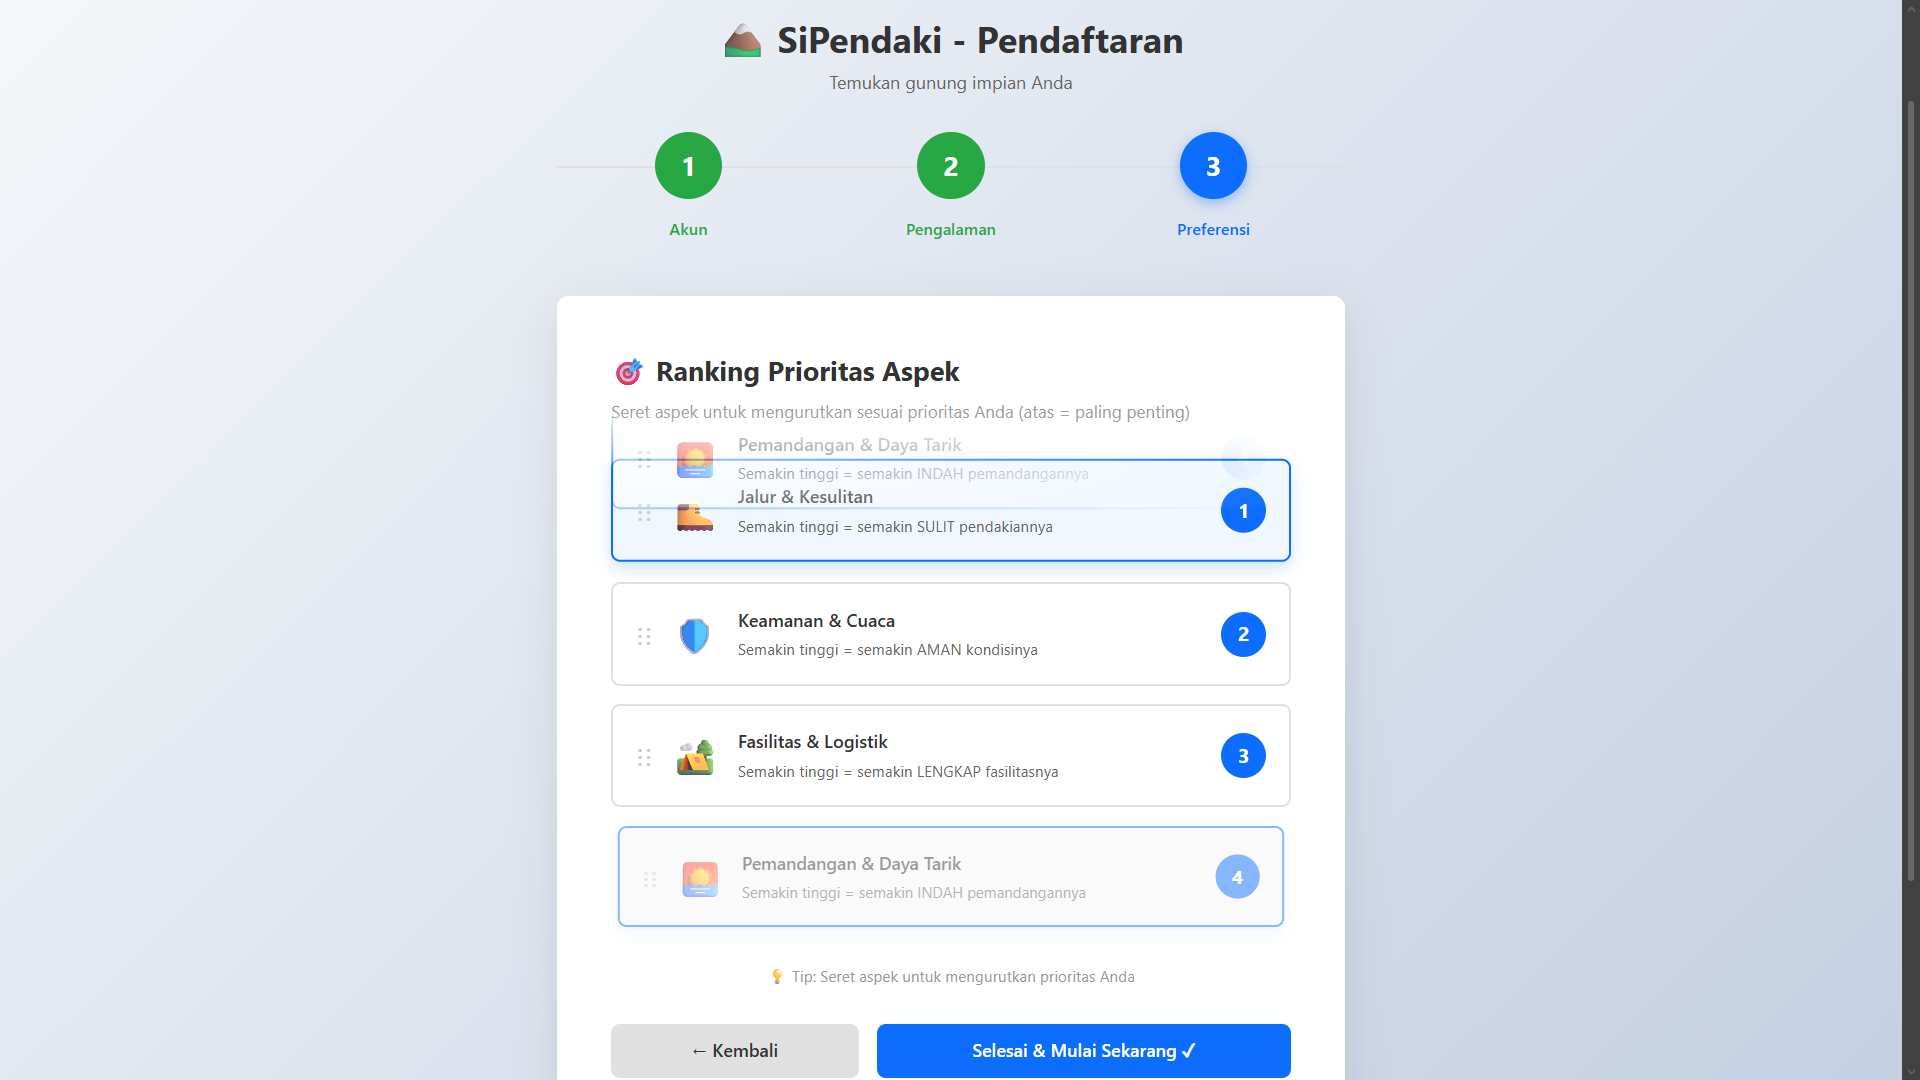 SiPendaki - Pendaftaran
Temukan gunung impian Anda
1
2
3
Akun
Pengalaman
Preferensi
Ranking Prioritas Aspek
Seret aspek untuk mengurutkan sesuai prioritas Anda (atas = paling penting)
Pemandangan & Daya Tarik
4
Semakin tinggi = semakin INDAH pemandangannya
Jalur & Kesulitan
1
Semakin tinggi = semakin SULIT pendakiannya
Keamanan & Cuaca
2
Semakin tinggi = semakin AMAN kondisinya
Fasilitas & Logistik
3
Semakin tinggi = semakin LENGKAP fasilitasnya
Pemandangan & Daya Tarik
4
Semakin tinggi = semakin INDAH pemandangannya
Tip: Seret aspek untuk mengurutkan prioritas Anda
← Kembali
Selesai & Mulai Sekarang ✓